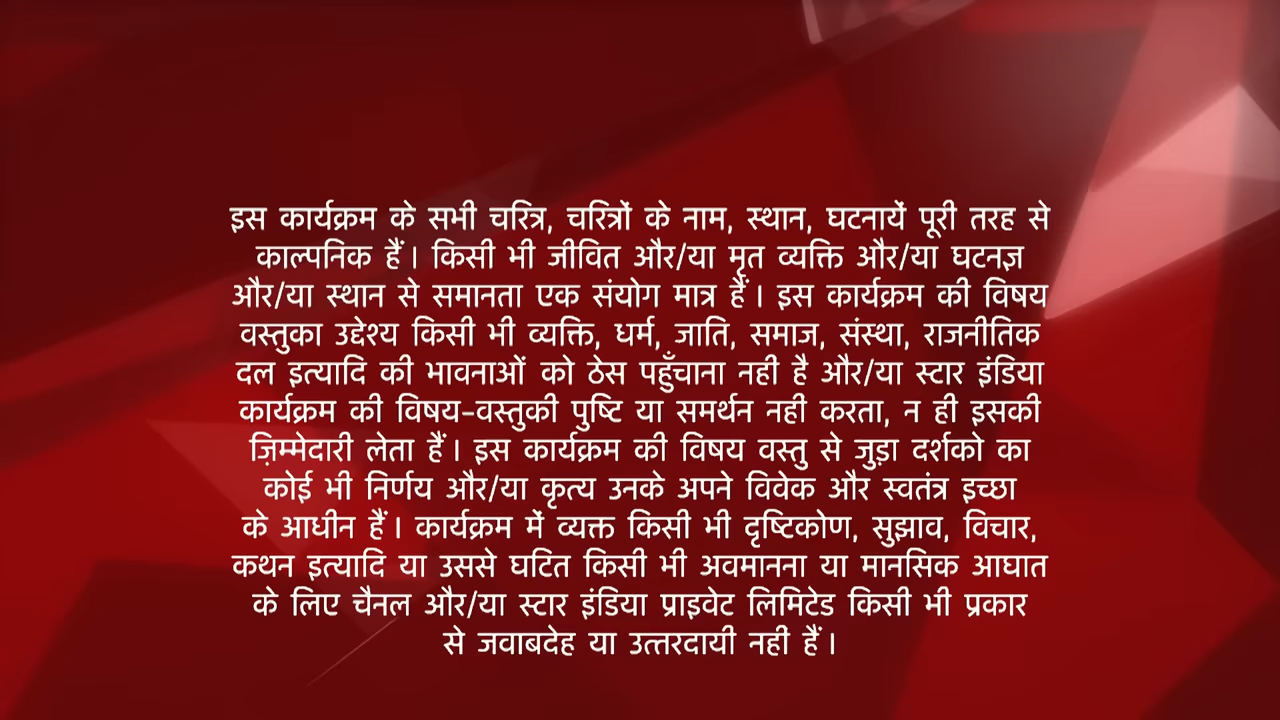 इस कार्यक्रम के सभी चरित्र, चरित्रों के नाम, स्थान, घटनायें पूरी तरह से
काल्पनिक हैं। किसी भी जीवित और/या मृत व्यक्ति और/या घटनज्ञ
और/या स्थान से समानता एक संयोग मात्र हैं। इस कार्यक्रम की विषय
वस्तुका उद्देश्य किसी भी व्यक्ति, धर्म, जाति, समाज, संस्था, राजनीतिक
दल इत्यादि की भावनाओं को ठेस पहुँचाना नही है और/या स्टार इंडिया
कार्यक्रम की विषय-वस्तुकी पुष्टि या समर्थन नही करता, न ही इसकी
ज़िम्मेदारी लेता हैं। इस कार्यक्रम की विषय वस्तु से जुड़ा दर्शको का
कोई भी निर्णय और/या कृत्य उनके अपने विवेक और स्वतंत्र इच्छा
के आधीन हैं। कार्यक्रम में व्यक्त किसी भी दृष्टिकोण, सुझाव, विचार,
कथन इत्यादि या उससे घटित किसी भी अवमानना या मानसिक आघात
के लिए चैनल और/या स्टार इंडिया प्राइवेट लिमिटेड किसी भी प्रकार
से जवाबदेह या उत्तरदायी नही हैं।